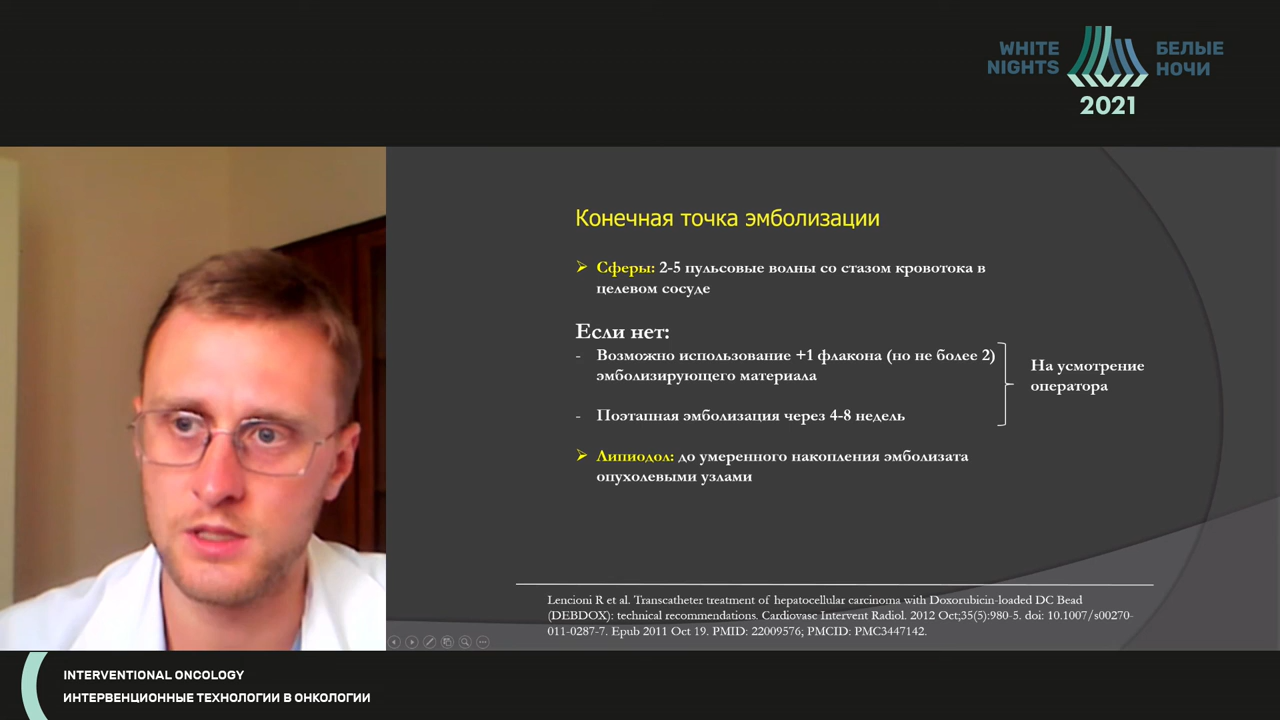 WHITE
NIGHTS
БЕЛЫЕ
НОЧИ
2021
Конечная точка эмболизации
Сферы: 2-5 пульсовые волны со стазом кровотока в
целевом сосуде
Если нет:
- Возможно использование +1 флакона (но не более 2)
эмболизирующего материала
- Поэтапная эмболизация через 4-8 недель
На усмотрение
оператора
Липиодол: до умеренного накопления эмболизата
опухолевыми узлами
Lencioni R et al. Transcatheter treatment of hepatocellular carcinoma with Doxorubicin-loaded DC Bead
(DEBDOX): technical recommendations. Cardiovasc Intervent Radiol. 2012 Oct;35(5):980-5. doi: 10.1007/s00270-
011-0287-7. Epub 2011 Oct 19. PMID: 22009576; PMCID: PMC3447142.
INTERVENTIONAL ONCOLOGY
ИНТЕРВЕНЦИОННЫЕ ТЕХНОЛОГИИ В ОНКОЛОГИИ